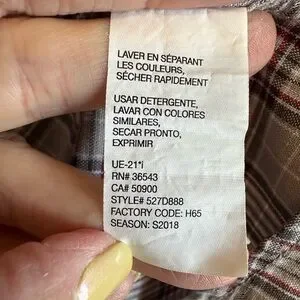 LAVER EN SÉPARANT
LES COULEURS,
SÉCHER RAPIDEMENT
USAR DETERGENTE,
LAVAR CON COLORES
SIMILARES,
SECAR PRONTO,
EXPRIMIR
UE-21*i
RN# 36543
CA# 50900
STYLE# 527D888
FACTORY CODE: H65
SEASON: S2018